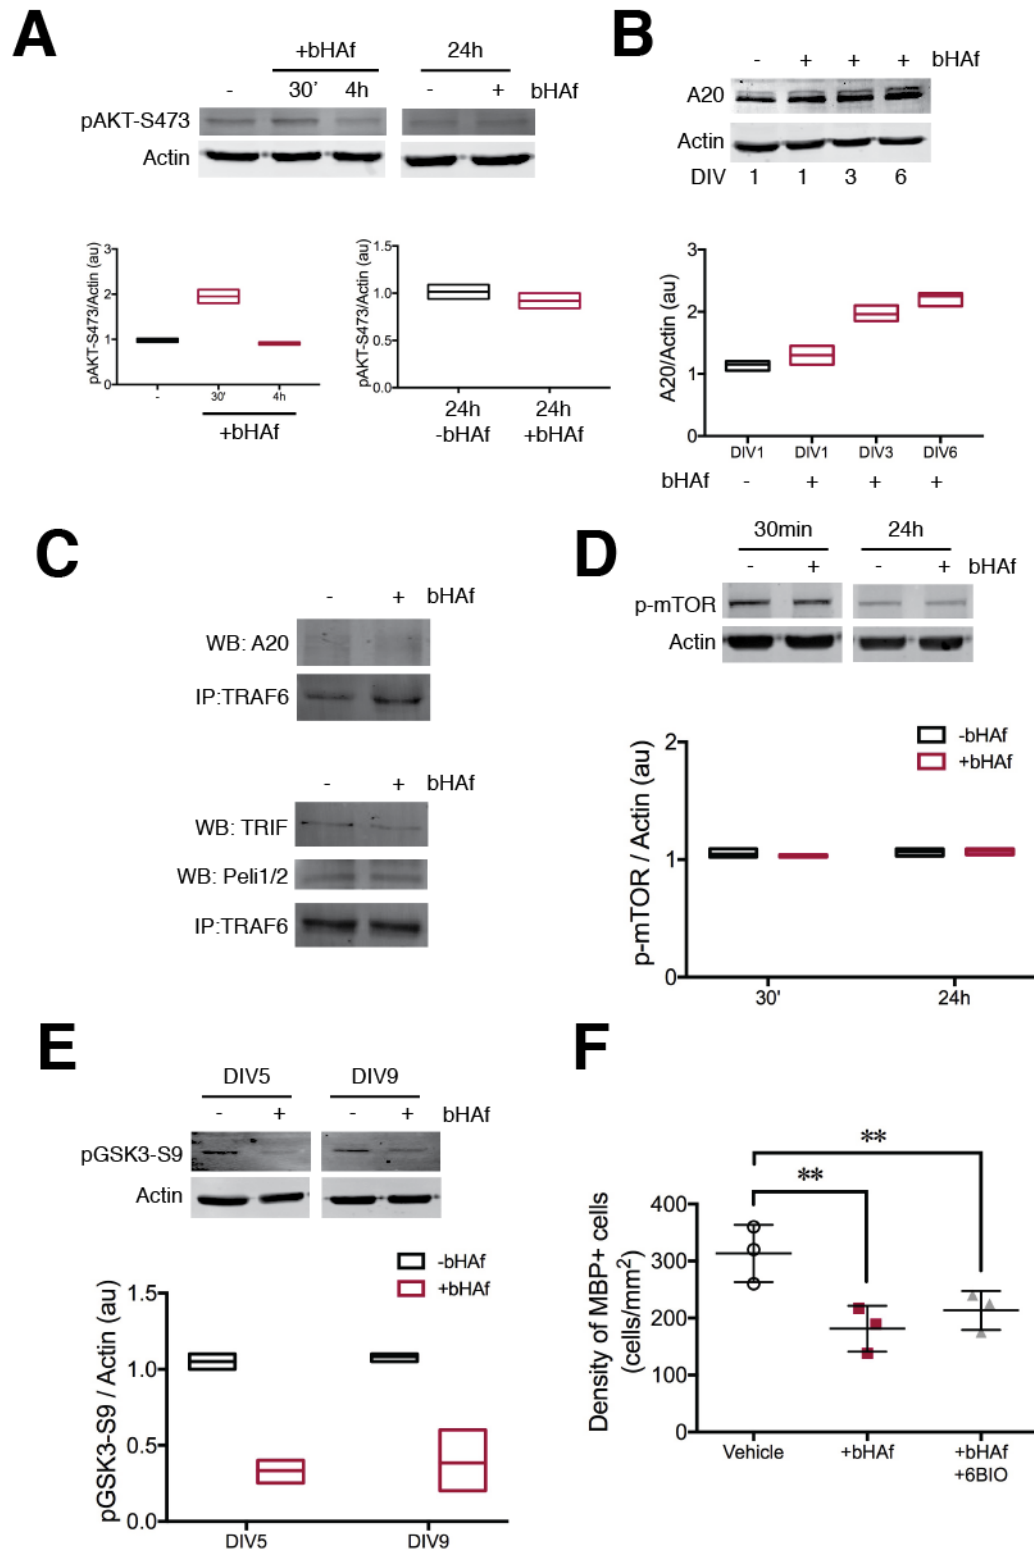 A
+bHAf 24h
- 30' 4h - + bHAf
pAKT-S473
Actin
pAKT-S473/Actin (au)
3
2
1
0
- 30' 4h
+bHAf
pAKT-S473/Actin (au)
1.5
1.0
0.5
0.0
24h 24h
-bHAf +bHAf
B
- + + + bHAf
A20
Actin
DIV 1 1 3 6
A20/Actin (au)
3
2
1
0
DIV1 DIV1 DIV3 DIV6
bHAf - + + +
C
- + bHAf
WB: A20
IP:TRAF6
- + bHAf
WB: TRIF
WB: Peli1/2
IP:TRAF6
D
30min 24h
- + - + bHAf
p-mTOR
Actin
-bHAf
+bHAf
p-mTOR / Actin (au)
2
1
0
30' 24h
E
DIV5 DIV9
- + - + bHAf
pGSK3-S9
Actin
-bHAf
+bHAf
pGSK3-S9 / Actin (au)
1.5
1.0
0.5
0.0
DIV5 DIV9
F
**
**
Density of MBP+ cells
(cells/mm²)
400
300
200
100
0
Vehicle +bHAf +bHAf
+6BIO